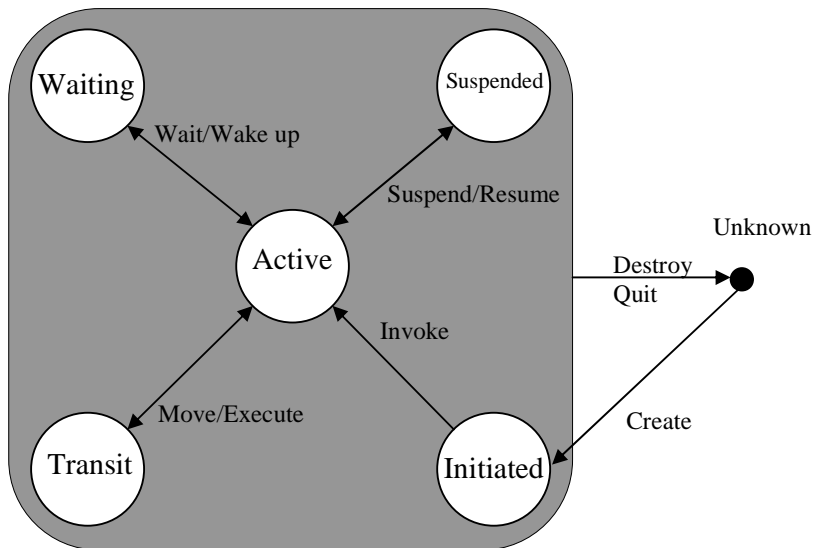 Waiting
Suspended
Wait/Wake up
Suspend/Resume
Unknown
Active
Destroy
Quit
Invoke
Move/Execute
Create
Transit
Initiated